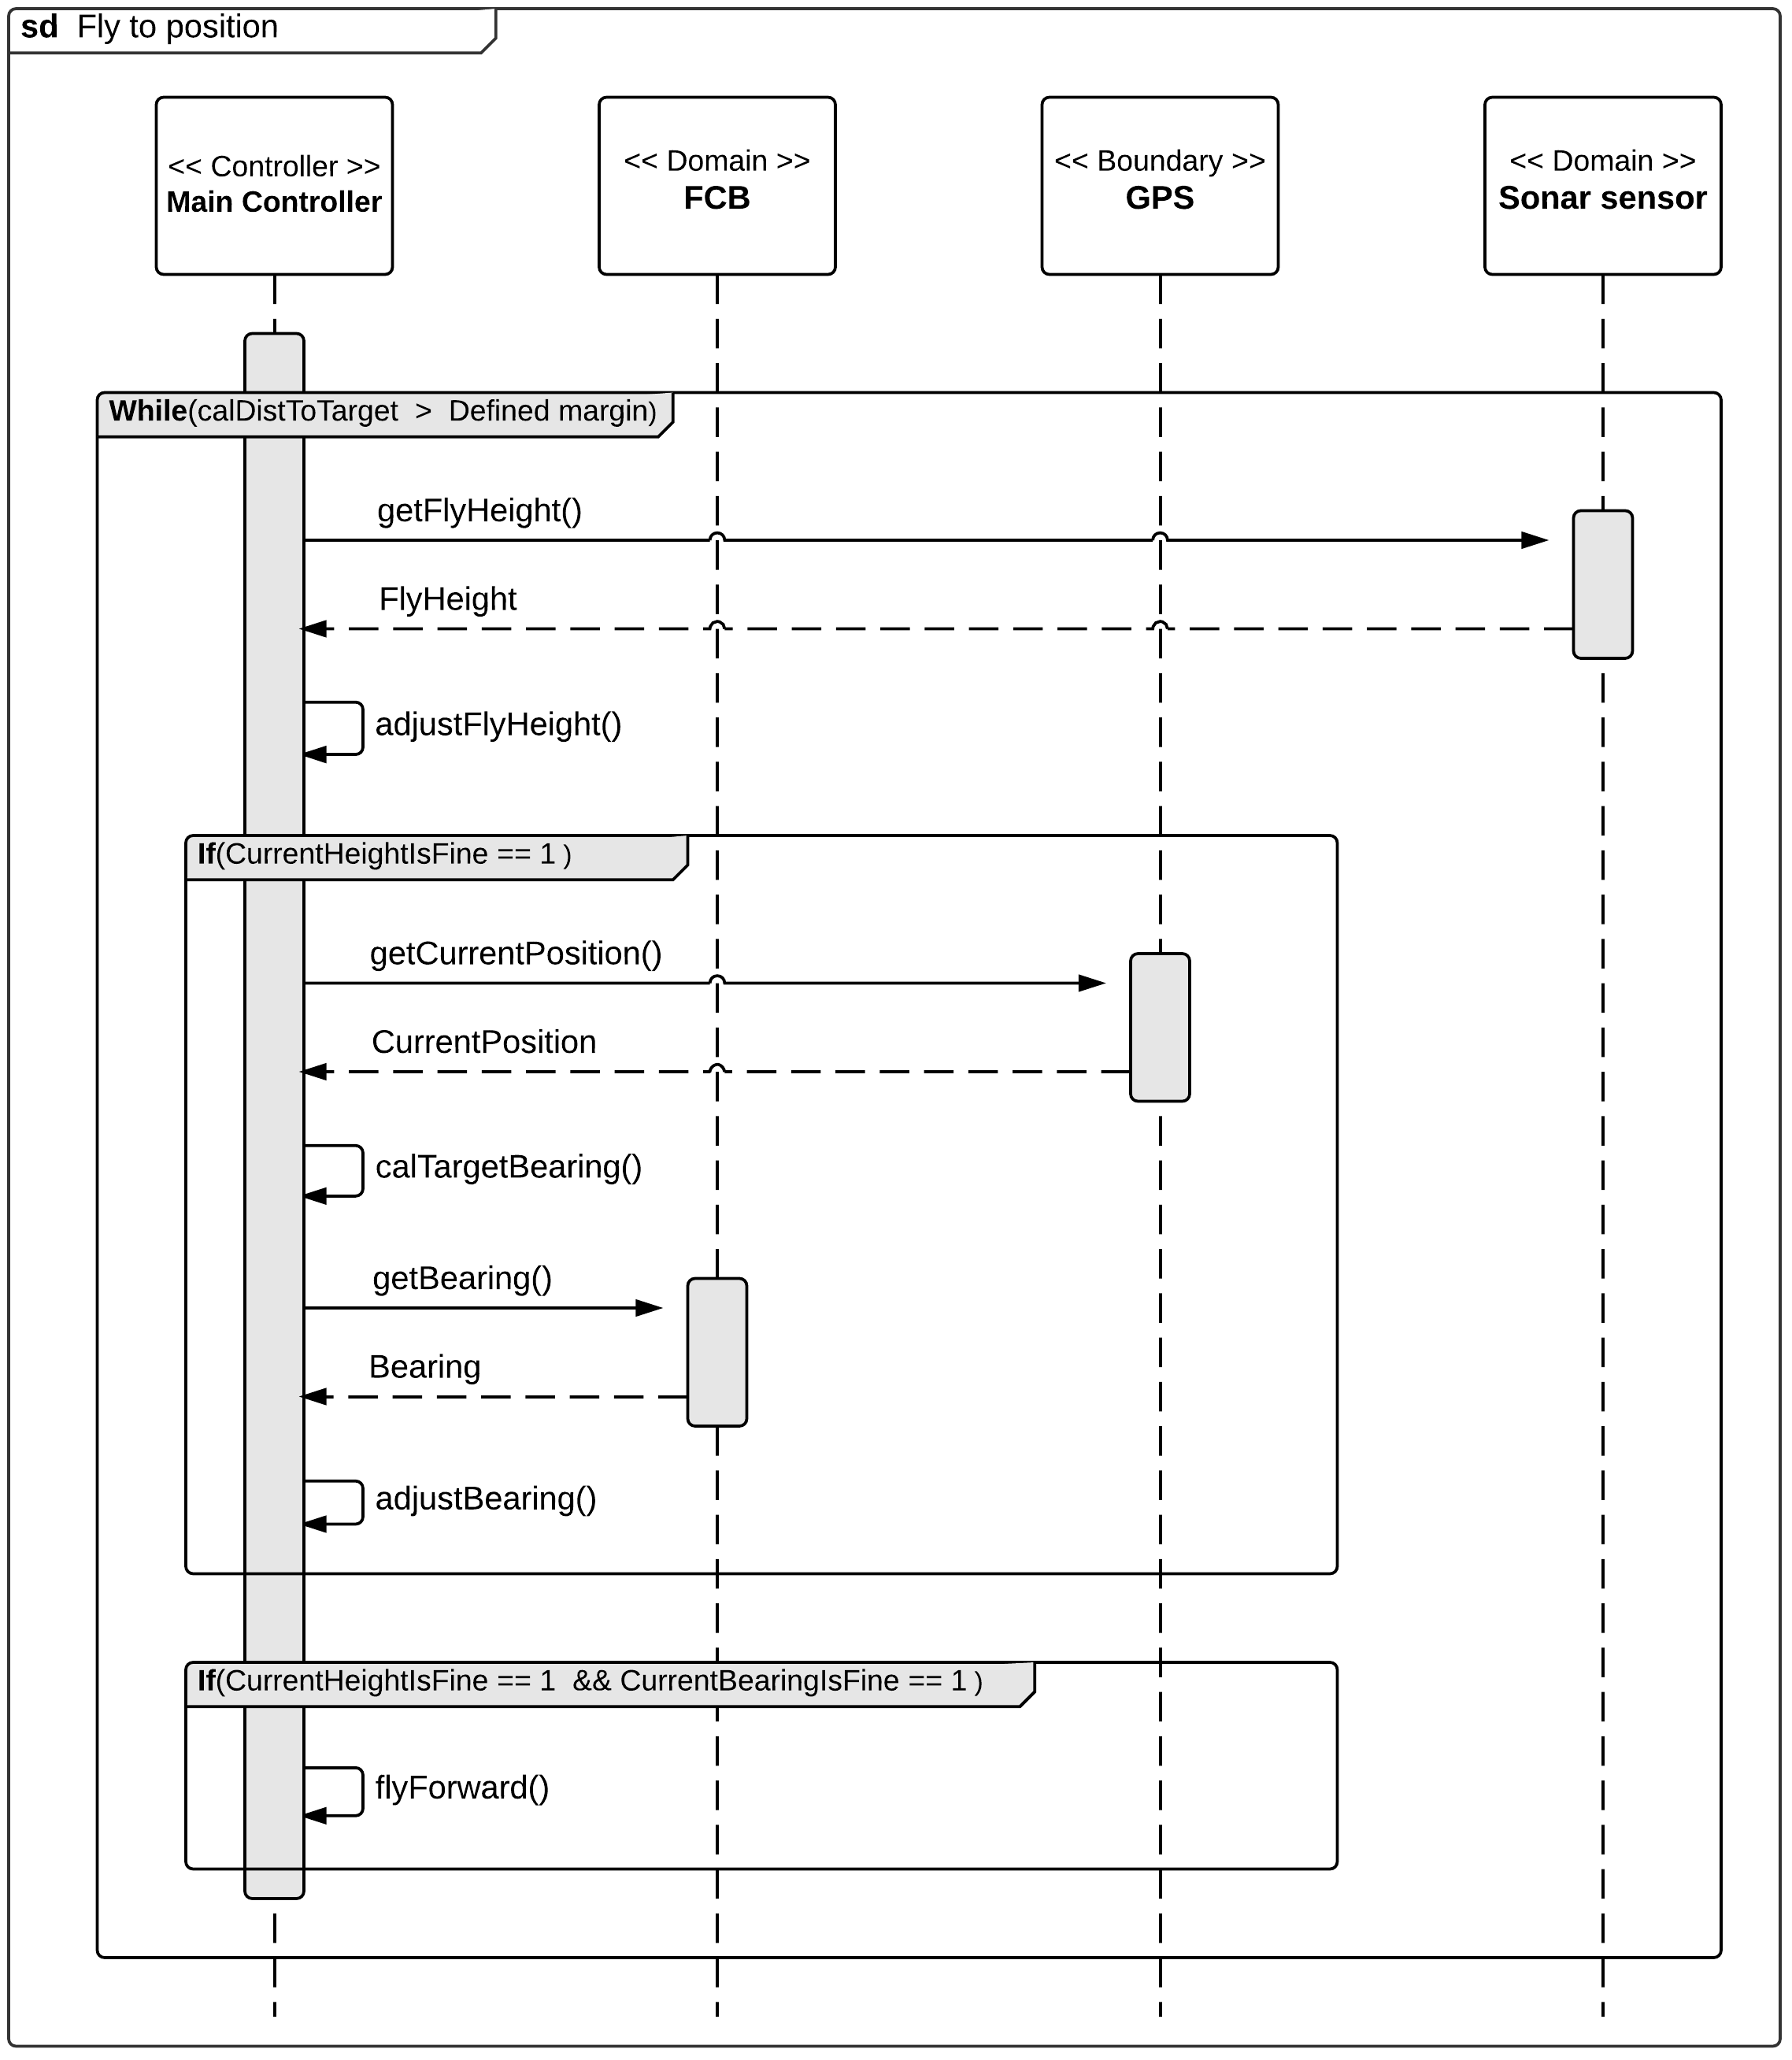 sd Fly to position
<< Controller >>
Main Controller
<< Domain >>
FCB
<< Boundary >>
GPS
<< Domain >>
Sonar sensor
While(calDistToTarget > Defined margin)
getFlyHeight()
FlyHeight
adjustFlyHeight()
If(CurrentHeightIsFine == 1 )
getCurrentPosition()
CurrentPosition
calTargetBearing()
getBearing()
Bearing
adjustBearing()
If(CurrentHeightIsFine == 1 && CurrentBearingIsFine == 1 )
flyForward()